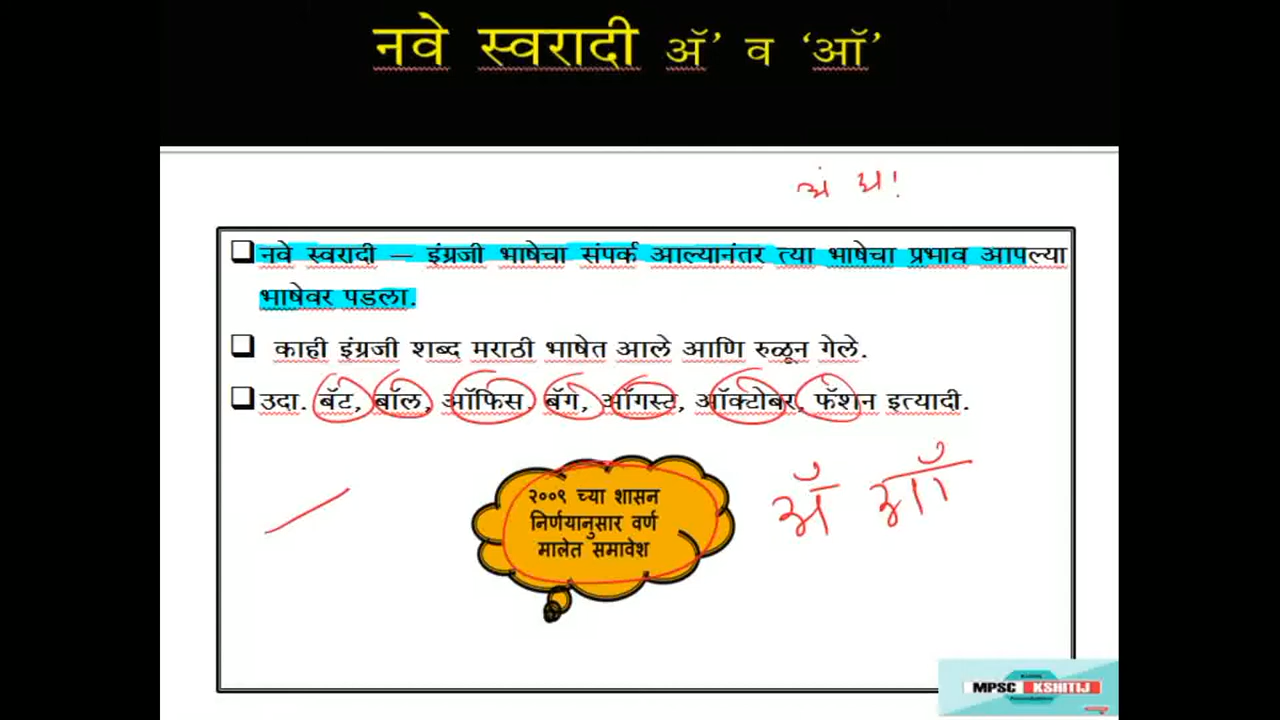 नवे स्वरादी अॅ’ व ‘ऑ’
अं अः
नवे स्वरादी – इंग्रजी भाषेचा संपर्क आल्यानंतर त्या भाषेचा प्रभाव आपल्या
भाषेवर पडला.
काही इंग्रजी शब्द मराठी भाषेत आले आणि रुळून गेले.
उदा. बॅट, बॉल, ऑफिस, बॅग, ऑगस्ट, ऑक्टोबर, फॅशन इत्यादी.
२००९ च्या शासन
निर्णयानुसार वर्ण
मालेत समावेश
अॅ ऑ
MPSC KSHITIJ